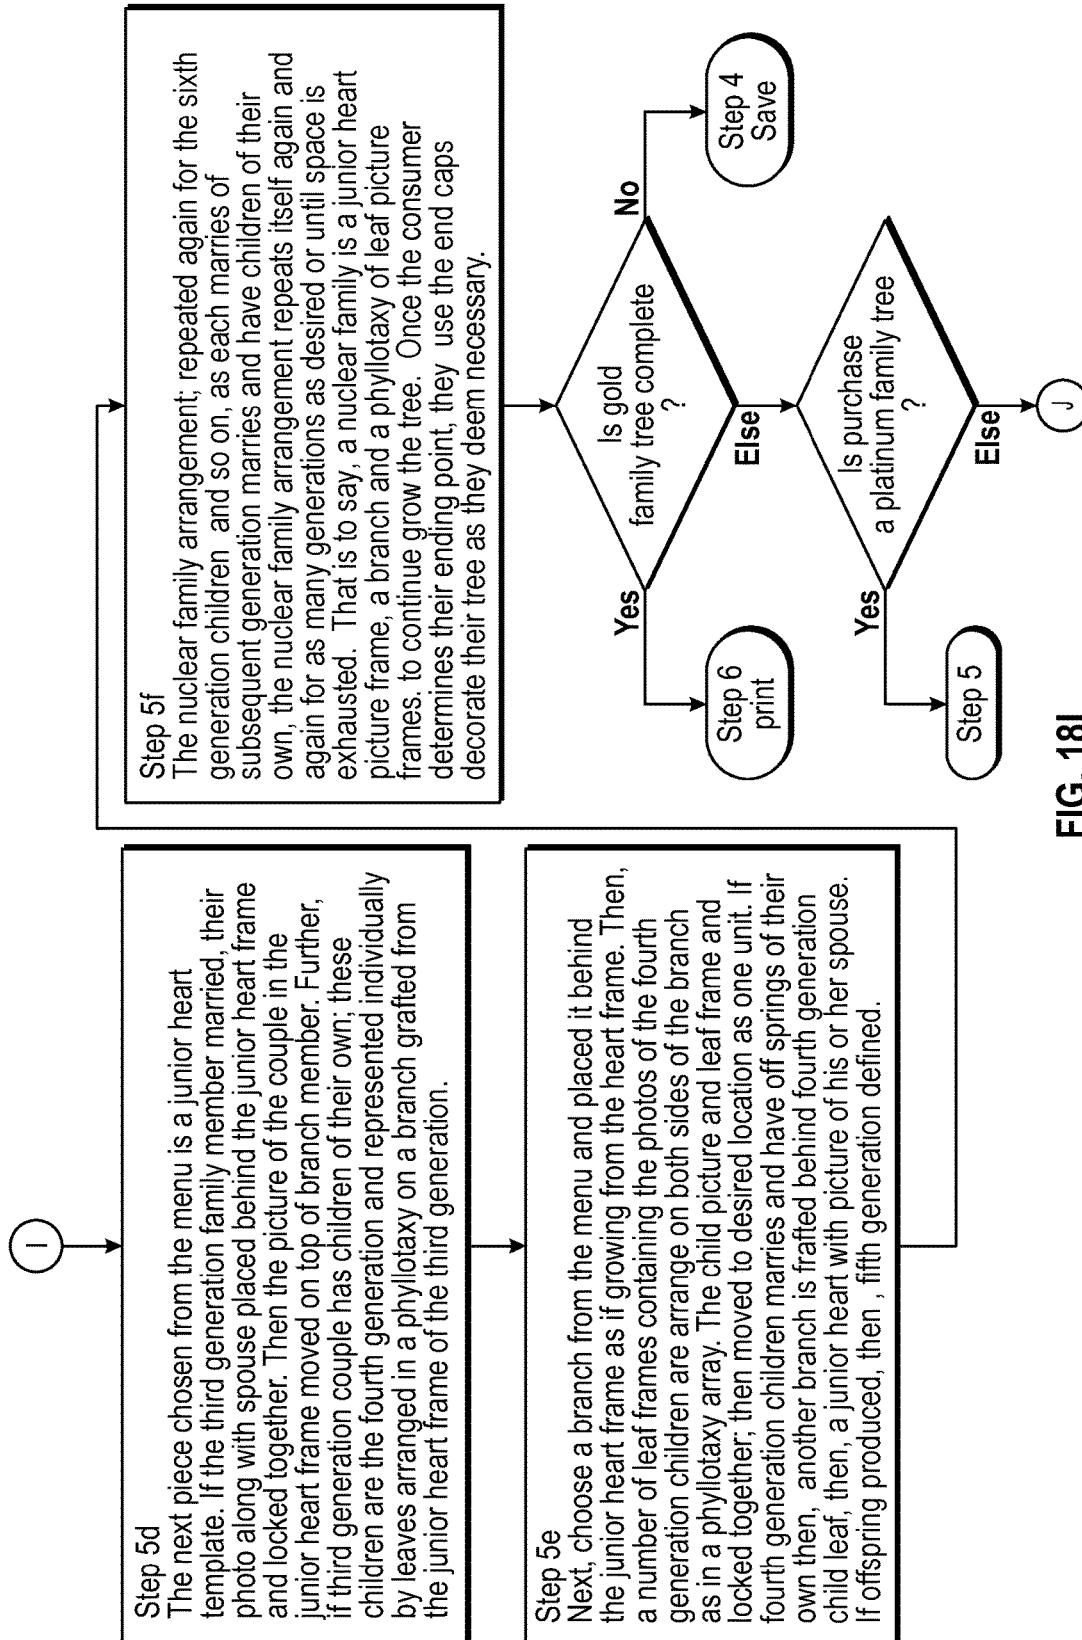 I
Step 5d
The next piece chosen from the menu is a junior heart
template. If the third generation family member married, their
photo along with spouse placed behind the junior heart frame
and locked together. Then the picture of the couple in the
junior heart frame moved on top of branch member. Further,
if third generation couple has children of their own; these
children are the fourth generation and represented individually
by leaves arranged in a phyllotaxy on a branch grafted from
the junior heart frame of the third generation.
Step 5e
Next, choose a branch from the menu and placed it behind
the junior heart frame as if growing from the heart frame. Then,
a number of leaf frames containing the photos of the fourth
generation children are arrange on both sides of the branch
as in a phyllotaxy array. The child picture and leaf frame and
locked together; then moved to desired location as one unit. If
fourth generation children marries and have off springs of their
own then, another branch is frafted behind fourth generation
child leaf, then, a junior heart with picture of his or her spouse.
If offspring produced, then , fifth generation defined.
Step 5f
The nuclear family arrangement; repeated again for the sixth
generation children and so on, as each marries of
subsequent generation marries and have children of their
own, the nuclear family arrangement repeats itself again and
again for as many generations as desired or until space is
exhausted. That is to say, a nuclear family is a junior heart
picture frame, a branch and a phyllotaxy of leaf picture
frames. to continue grow the tree. Once the consumer
determines their ending point, they use the end caps
decorate their tree as they deem necessary.
Is gold
family tree complete
?
Yes
No
Else
Step 6
print
Step 4
Save
Is purchase
a platinum family tree
?
Yes
Else
Step 5
J
FIG. 18I